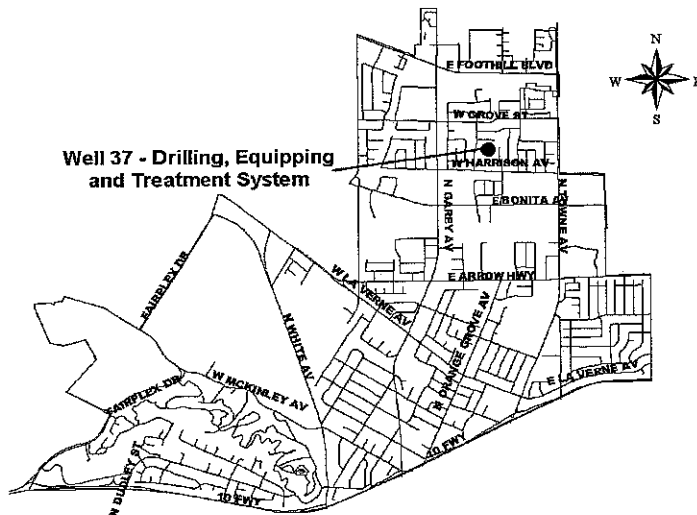 E FOOTHILL BLVD
N
W
E
S
W GROVE ST
Well 37 - Drilling, Equipping
and Treatment System
W HARRISON AV
N GAREY AV
N TOWNE AV
E BONITA AV
FAIRPLEX DR
W LA VERNE AV
E ARROW HWY
N WHITE AV
N ORANGE GROVE AV
W MCKINLEY AV
E LA VERNE AV
FAIRPLEX DR
10 FWY
N DUDLEY ST
10 FWY